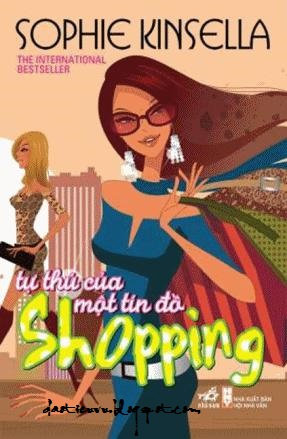 SOPHIE KINSELLA
THE INTERNATIONAL
BESTSELLER
tự thú của
một tín đồ
Shopping
NHÀ XUẤT BẢN
HỘI NHÀ VĂN